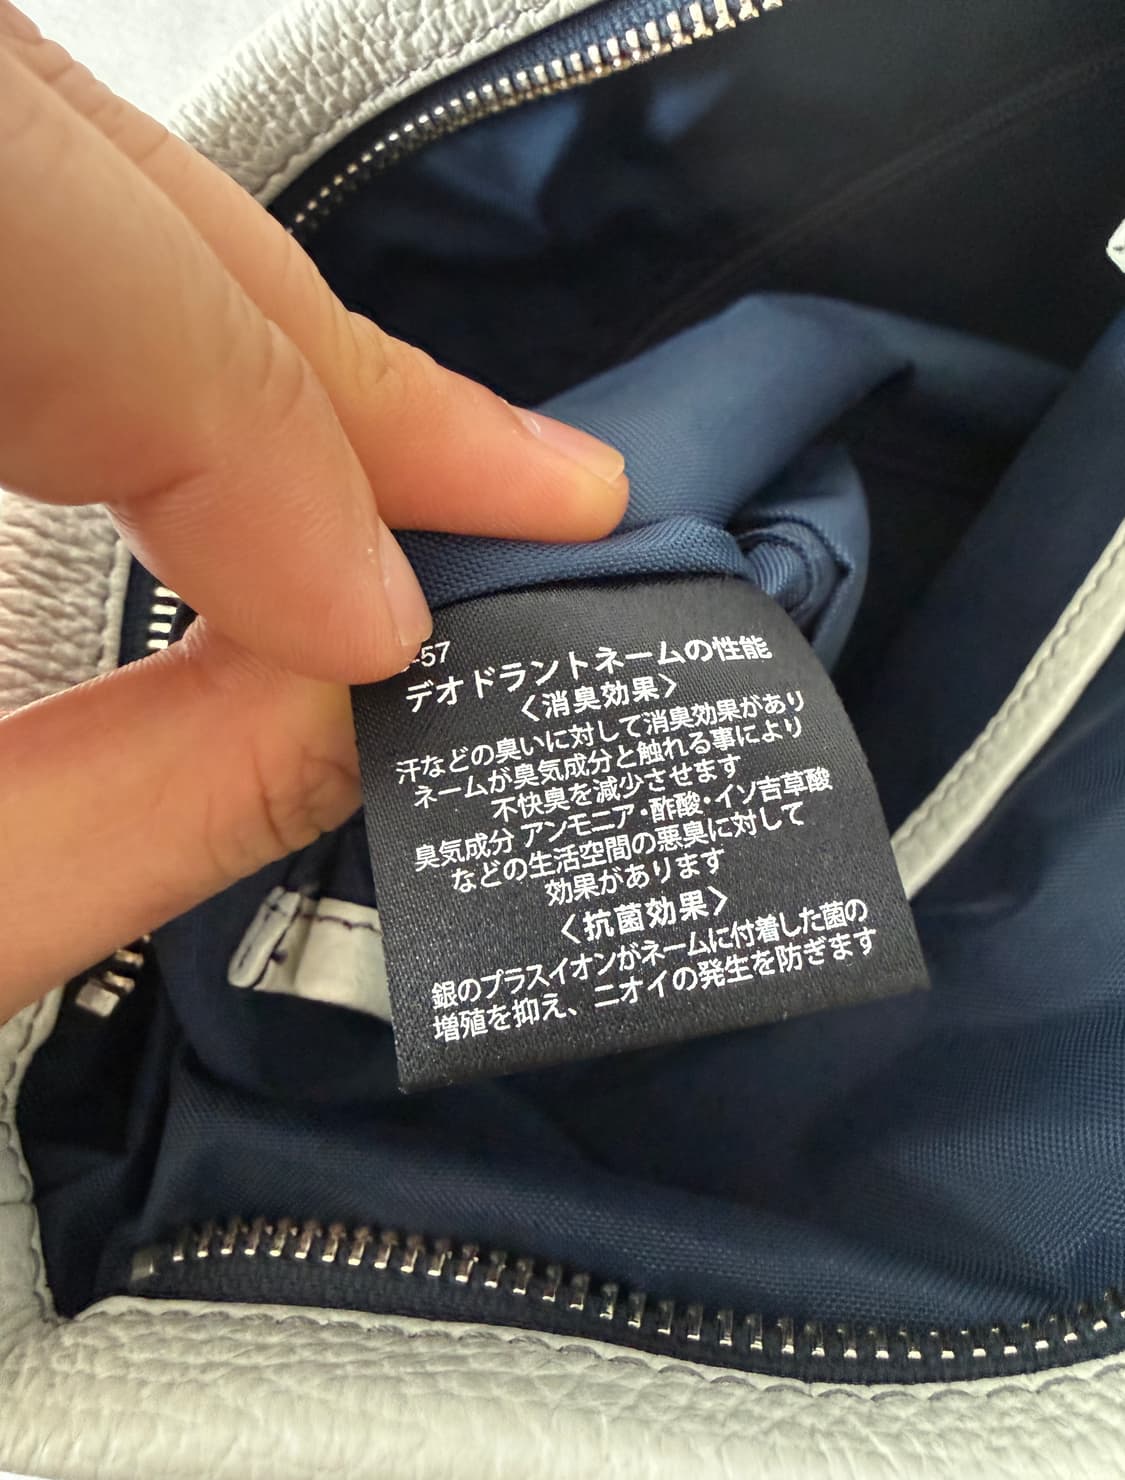 -57
デオドラントネームの性能
〈消臭効果〉
汗などの臭いに対して消臭効果があり
ネームが臭気成分と触れる事により
不快臭を減少させます
臭気成分 アンモニア・酢酸・イソ吉草酸
などの生活空間の悪臭に対して
効果があります
〈抗菌効果〉
銀のプラスイオンがネームに付着した菌の
増殖を抑え、ニオイの発生を防ぎます